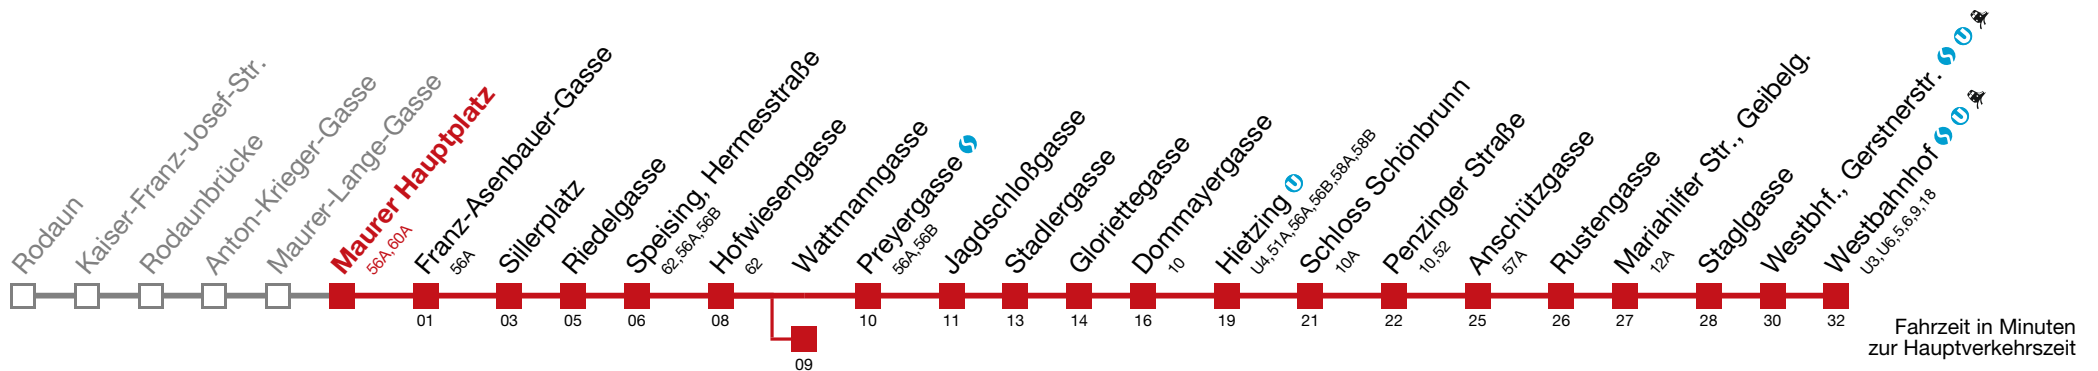 Rodaun
Kaiser-Franz-Josef-Str.
Rodaunbrücke
Anton-Krieger-Gasse
Maurer-Lange-Gasse
Maurer Hauptplatz
56A,60A
Franz-Asenbauer-Gasse
56A
01
Sillerplatz
03
Riedelgasse
05
Speising, Hermesstraße
62,56A,56B
06
Hofwiesengasse
62
08
Wattmanngasse
09
Preyergasse
56A,56B
10
Jagdschloßgasse
11
Stadlergasse
13
Gloriettegasse
14
Dommayergasse
10
16
Hietzing U
U4,51A,56A,56B,58A,58B
19
Schloss Schönbrunn
10A
21
Penzinger Straße
10,52
22
Anschützgasse
57A
25
Rustengasse
26
Mariahilfer Str., Geibelg.
12A
27
Staglgasse
28
Westbhf., Gerstnerstr. U
30
Westbahnhof U
U3,U6,5,6,9,18
32
Fahrzeit in Minuten
zur Hauptverkehrszeit